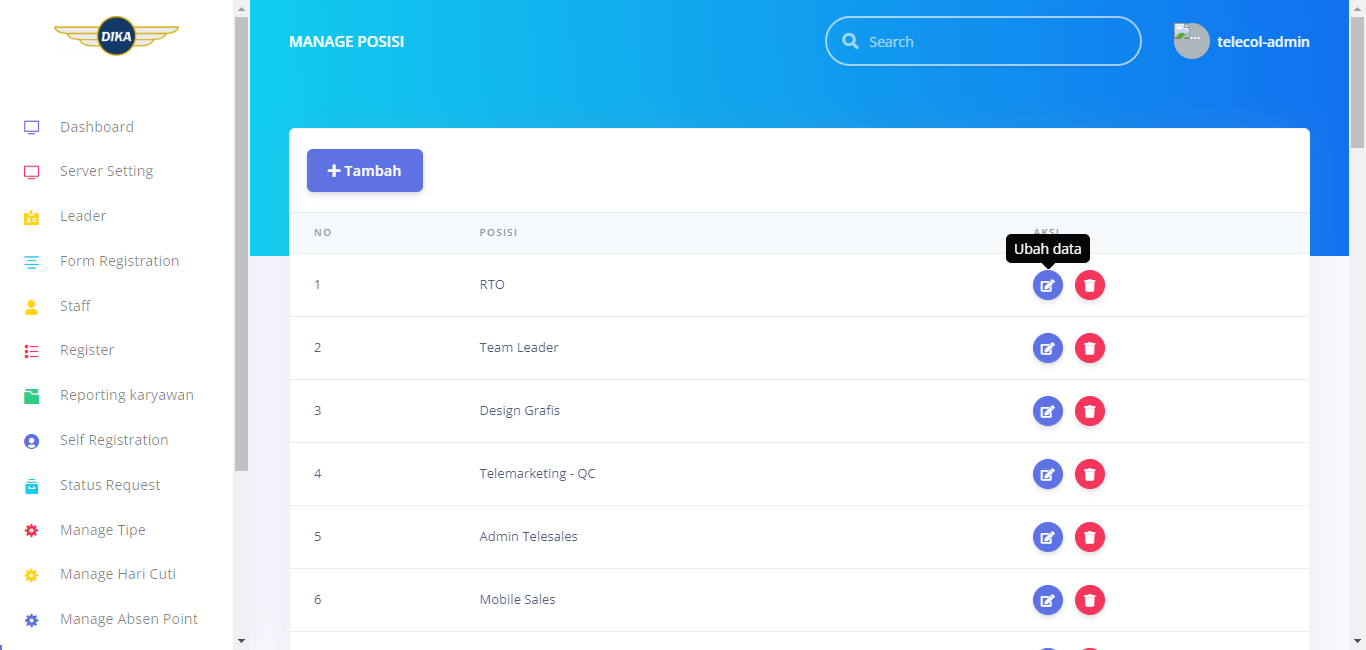 DIKA
MANAGE POSISI
Search
telecol-admin
Dashboard
Server Setting
Leader
Form Registration
Staff
Register
Reporting karyawan
Self Registration
Status Request
Manage Tipe
Manage Hari Cuti
Manage Absen Point
Tambah
NO POSISI AKSI
Ubah data
1 RTO
2 Team Leader
3 Design Grafis
4 Telemarketing - QC
5 Admin Telesales
6 Mobile Sales